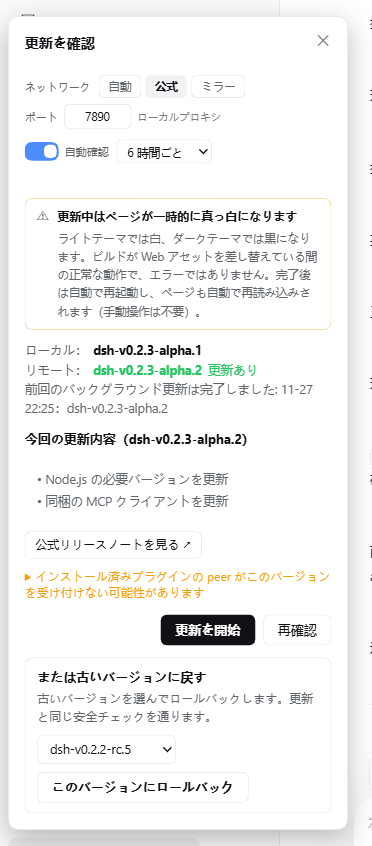 更新を確認
ネットワーク 自動 公式 ミラー
ポート 7890 ローカルプロキシ
自動確認 6 時間ごと
⚠ 更新中はページが一時的に真っ白になります
ライトテーマでは白、ダークテーマでは黒になり
ます。ビルドが Web アセットを差し替えている間
の正常な動作で、エラーではありません。完了後
は自動で再起動し、ページも自動で再読み込みさ
れます（手動操作は不要）。
ローカル： dsh-v0.2.3-alpha.1
リモート： dsh-v0.2.3-alpha.2 更新あり
前回のバックグラウンド更新は完了しました: 11-27
22:25：dsh-v0.2.3-alpha.2
今回の更新内容（dsh-v0.2.3-alpha.2）
• Node.js の必要バージョンを更新
• 同梱の MCP クライアントを更新
公式リリースノートを見る ↗
▶ インストール済みプラグインの peer がこのバージョン
を受け付けない可能性があります
更新を開始 再確認
または古いバージョンに戻す
古いバージョンを選んでロールバックします。更新
と同じ安全チェックを通ります。
dsh-v0.2.2-rc.5
このバージョンにロールバック